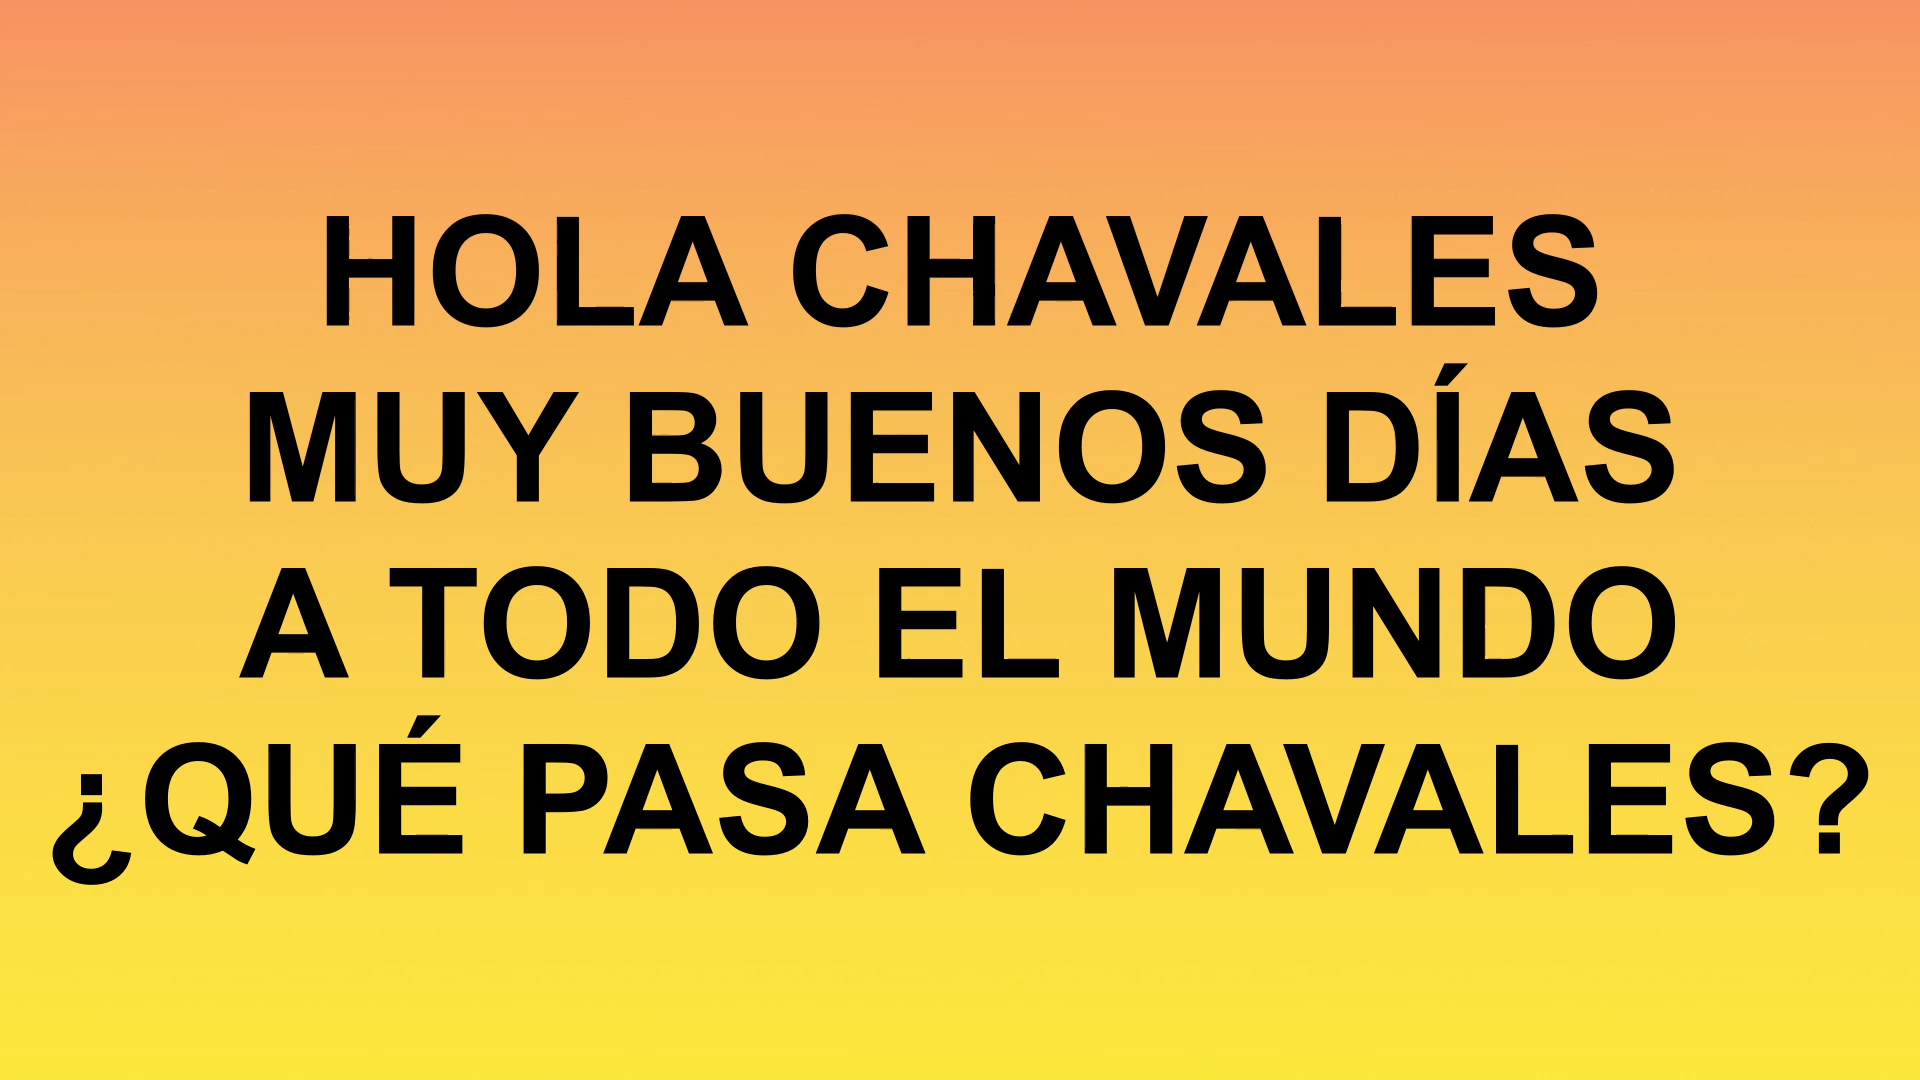 HOLA CHAVALES
MUY BUENOS DÍAS
A TODO EL MUNDO
¿QUÉ PASA CHAVALES?